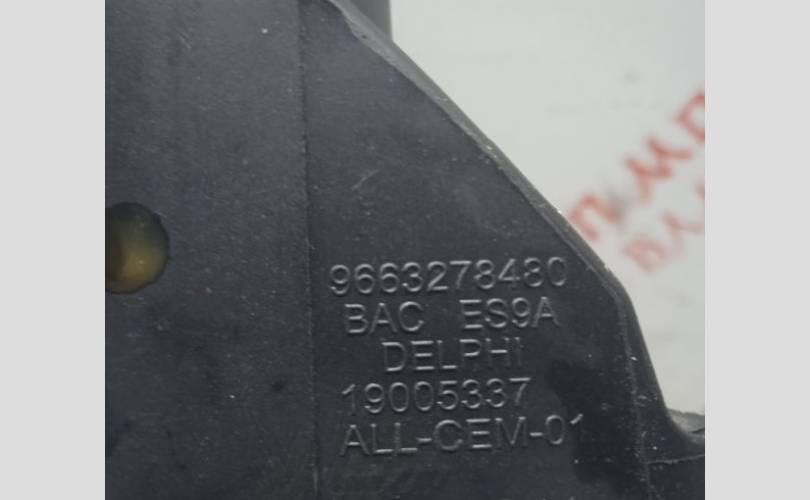 9663278480
BAC ES9A
DELPHI
19005337
ALL-CEM-01